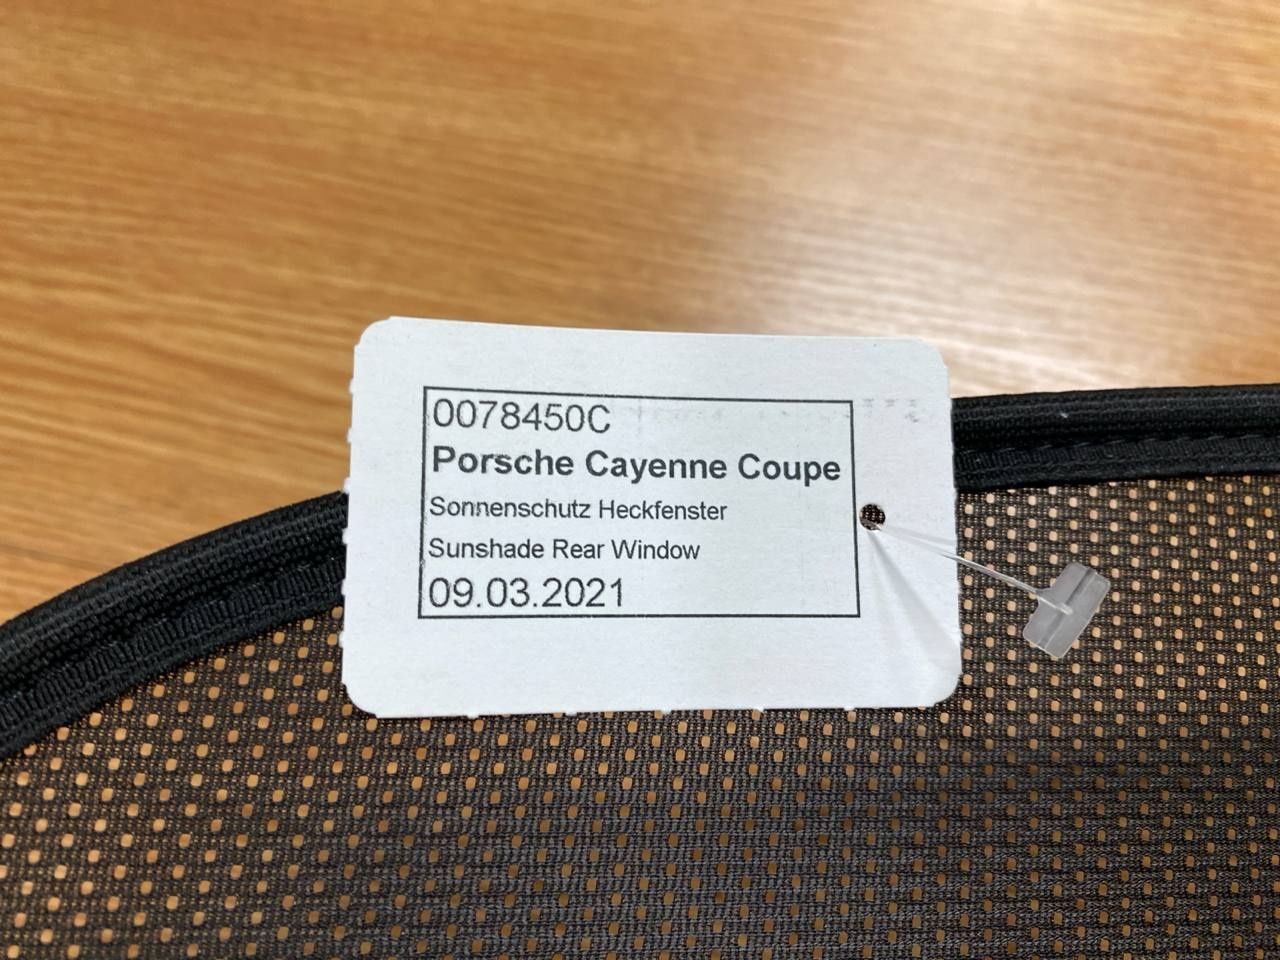 0078450C
Porsche Cayenne Coupe
Sonnenschutz Heckfenster
Sunshade Rear Window
09.03.2021